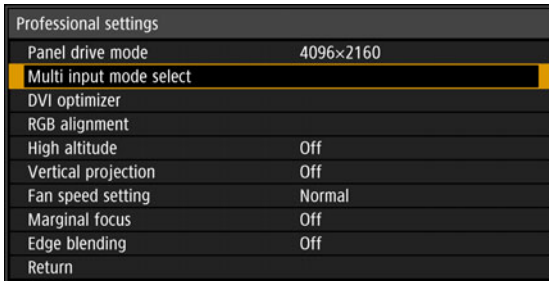 Professional settings
Panel drive mode 4096×2160
Multi input mode select
DVI optimizer
RGB alignment
High altitude Off
Vertical projection Off
Fan speed setting Normal
Marginal focus Off
Edge blending Off
Return